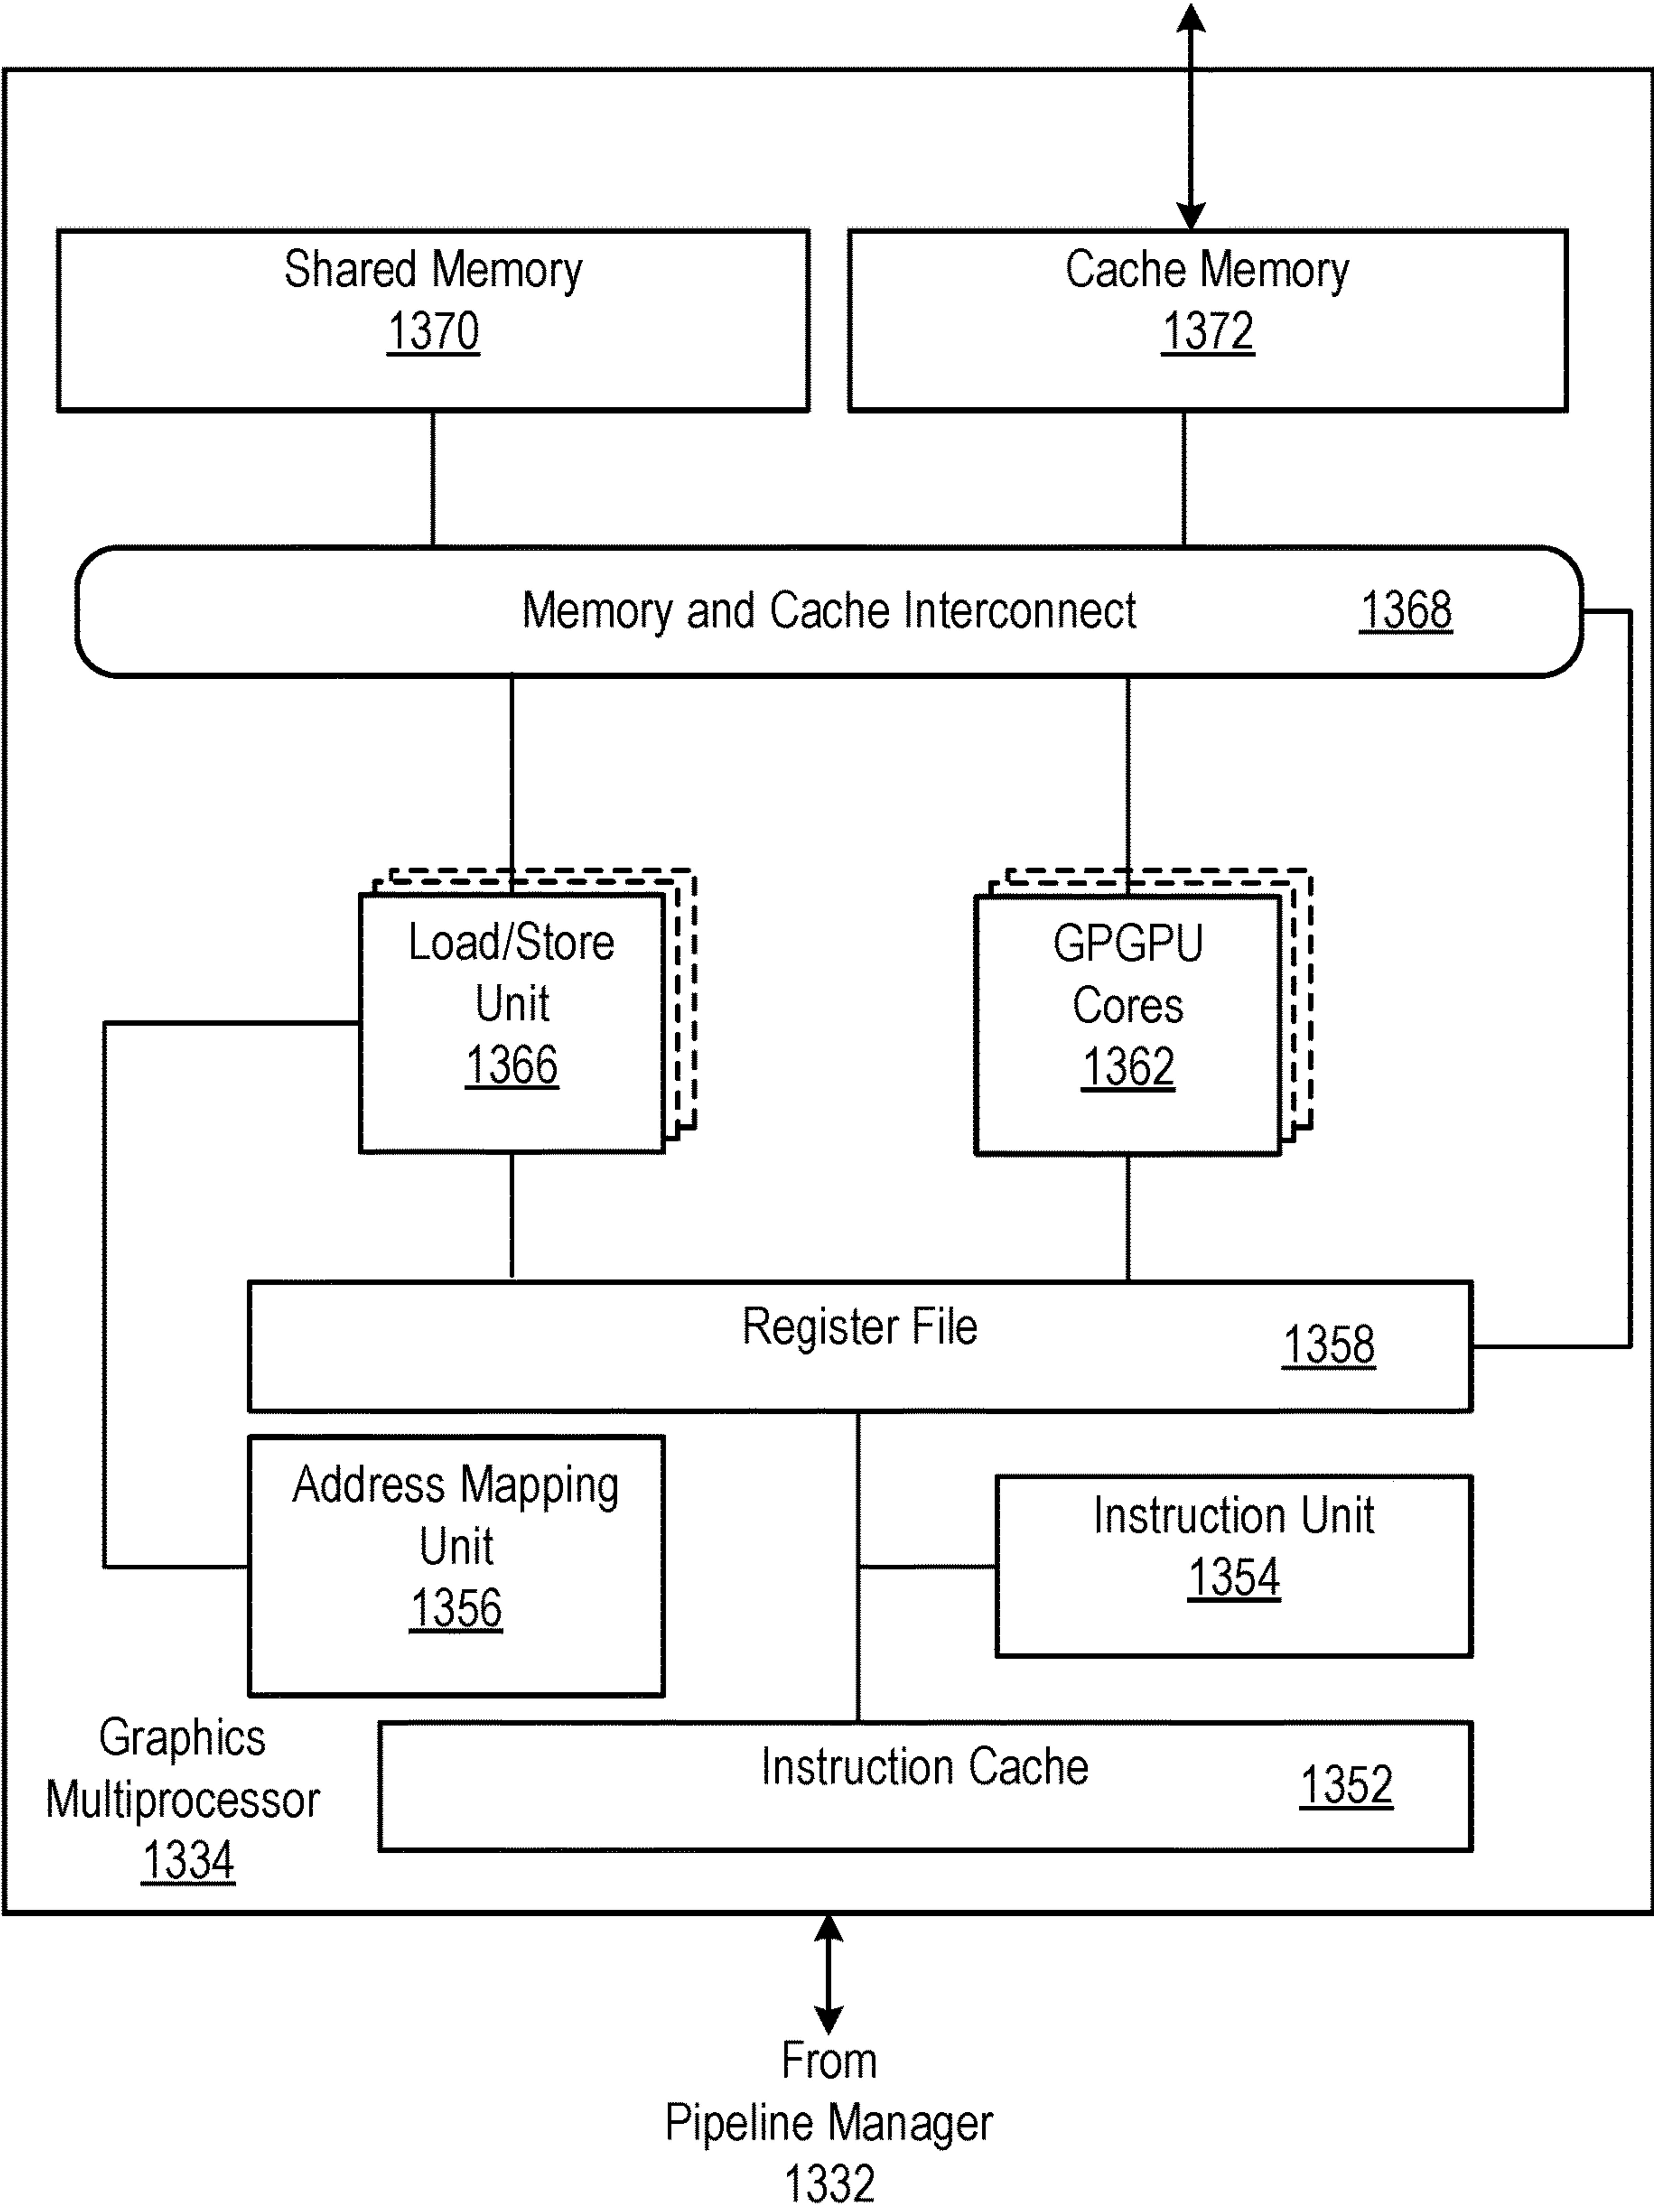 Shared Memory
1370
Cache Memory
1372
Memory and Cache Interconnect 1368
Load/Store
Unit
1366
GPGPU
Cores
1362
Register File 1358
Address Mapping
Unit
1356
Instruction Unit
1354
Graphics
Multiprocessor
1334
Instruction Cache 1352
From
Pipeline Manager
1332